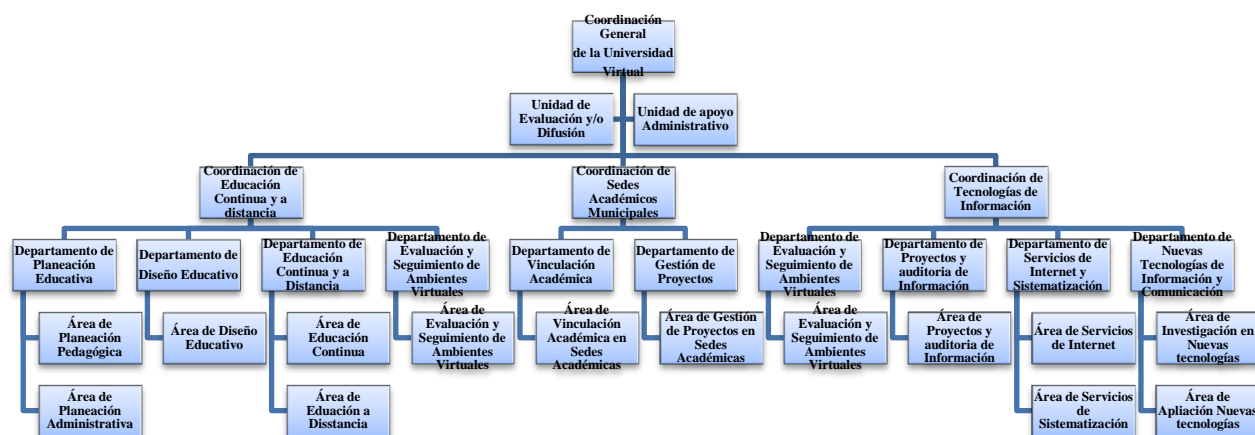 Coordinación
General
de la Universidad
Virtual
Unidad de
Evaluación y/o
Difusión
Unidad de apoyo
Administrativo
Coordinación de
Educación
Continua y a
distancia
Coordinación de
Sedes
Académicos
Municipales
Coordinación de
Tecnologías de
Información
Departamento de
Planeación
Educativa
Departamento de
Diseño Educativo
Departamento de
Educación
Continua y a
Distancia
Departamento de
Evaluación y
Seguimiento de
Ambientes
Virtuales
Departamento de
Vinculación
Académica
Departamento de
Gestión de
Proyectos
Departamento de
Evaluación y
Seguimiento de
Ambientes
Virtuales
Departamento de
Proyectos y
auditoria de
Información
Departamento de
Servicios de
Internet y
Sistematización
Departamento de
Nuevas
Tecnologías de
Información y
Comunicación
Área de
Planeación
Pedagógica
Área de Diseño
Educativo
Área de
Educación
Continua
Área de
Evaluación y
Seguimiento de
Ambientes
Virtuales
Área de
Vinculación
Académica en
Sedes
Académicas
Área de Gestión
de Proyectos en
Sedes
Académicas
Área de
Evaluación y
Seguimiento de
Ambientes
Virtuales
Área de
Proyectos y
auditoria de
Información
Área de Servicios
de Internet
Área de
Investigación en
Nuevas
tecnologías
Área de
Planeación
Administrativa
Área de
Eduación a
Disstancia
Área de Servicios
de
Sistematización
Área de
Apliación Nuevas
tecnologías